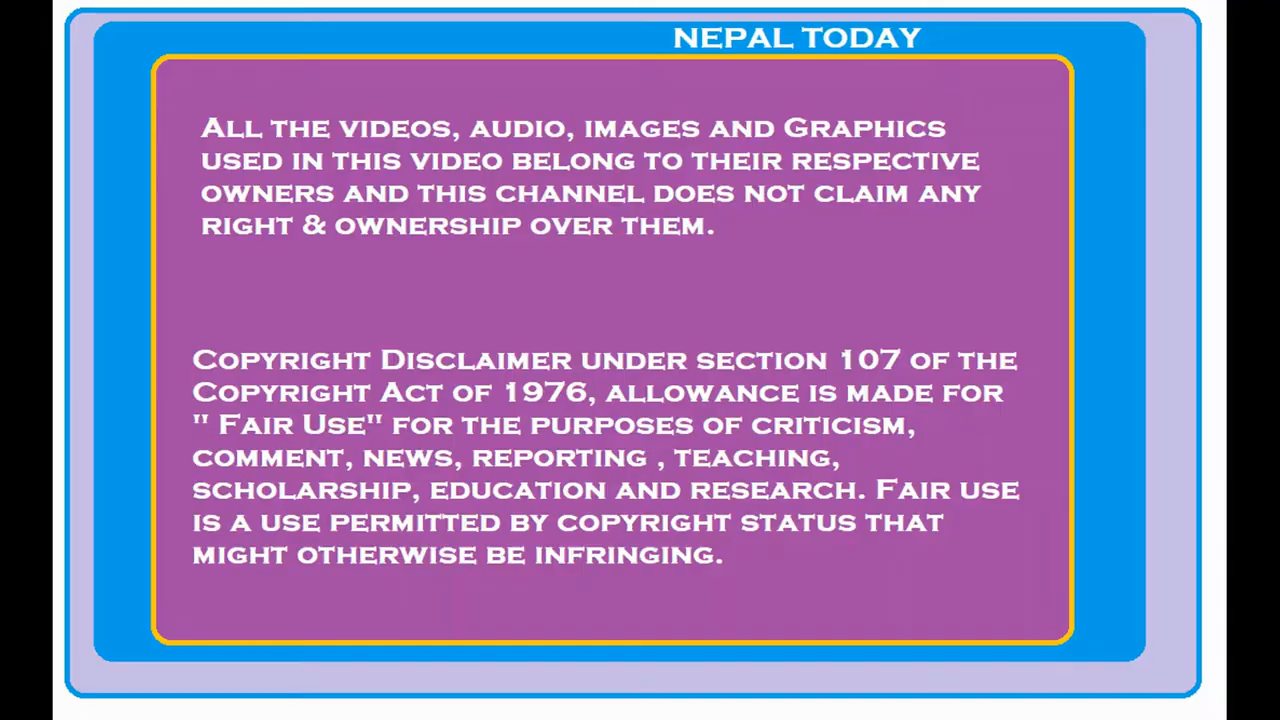 NEPAL TODAY
All the videos, audio, images and Graphics
used in this video belong to their respective
owners and this channel does not claim any
right & ownership over them.
Copyright Disclaimer under section 107 of the
Copyright Act of 1976, allowance is made for
" Fair Use" for the purposes of criticism,
comment, news, reporting , teaching,
scholarship, education and research. Fair use
is a use permitted by copyright status that
might otherwise be infringing.